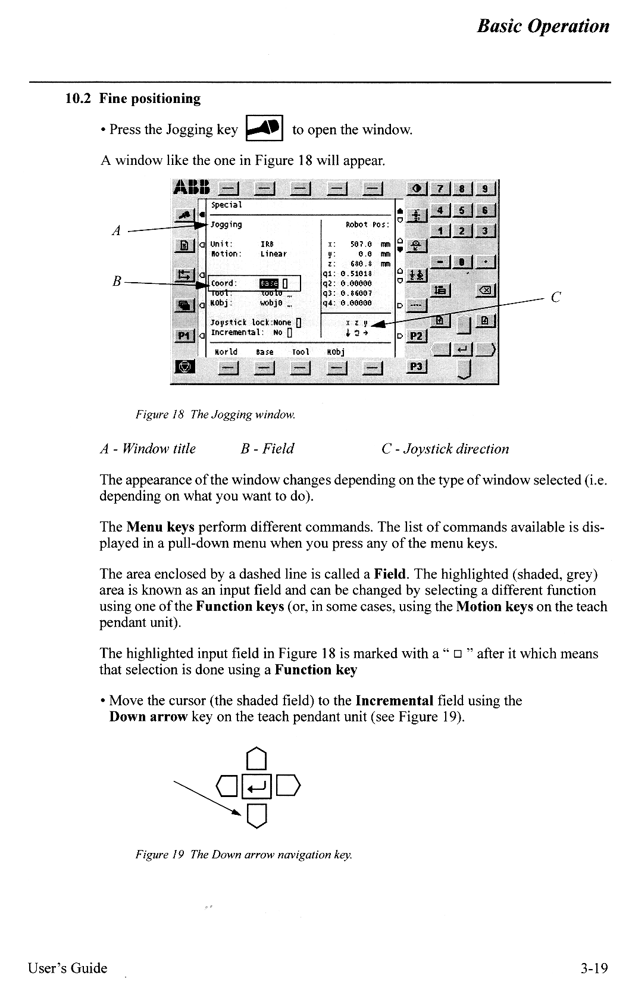 Basic Operation
10.2 Fine positioning
• Press the Jogging key to open the window.
A window like the one in Figure 18 will appear.
ABB
7 8 9
Special
4 5 6
A
Jogging Robot Pos:
1 2 3
Unit: IRB x: 507.0 mm
Motion: Linear y: 0.0 mm
- 0 .
z: 680.8 mm
B
q1: 0.51018
Coord: Base q2: 0.00000
Tool: tool0 ... q3: 0.86007
WObj: wobj0 ... q4: 0.00000
C
Joystick lock:None x z y
P1 Incremental: No P2
World Base Tool WObj
P3
Figure 18 The Jogging window.
A - Window title B - Field C - Joystick direction
The appearance of the window changes depending on the type of window selected (i.e.
depending on what you want to do).
The Menu keys perform different commands. The list of commands available is dis-
played in a pull-down menu when you press any of the menu keys.
The area enclosed by a dashed line is called a Field. The highlighted (shaded, grey)
area is known as an input field and can be changed by selecting a different function
using one of the Function keys (or, in some cases, using the Motion keys on the teach
pendant unit).
The highlighted input field in Figure 18 is marked with a “ □ ” after it which means
that selection is done using a Function key
• Move the cursor (the shaded field) to the Incremental field using the
Down arrow key on the teach pendant unit (see Figure 19).
Figure 19 The Down arrow navigation key.
User’s Guide 3-19